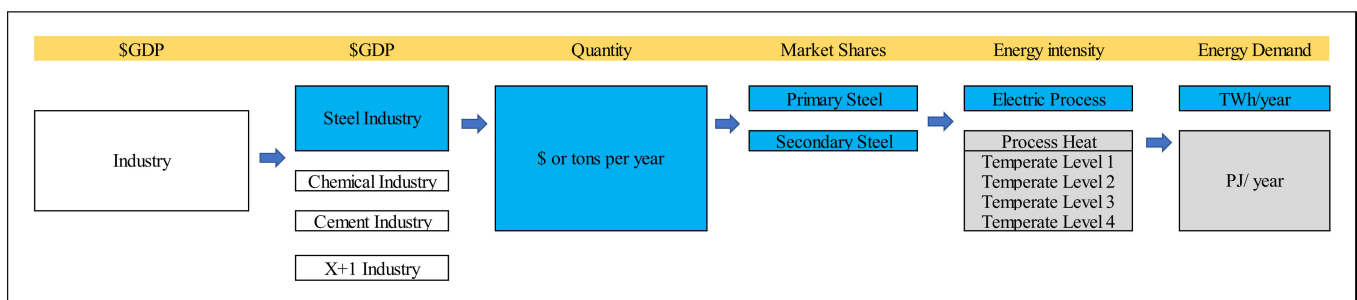 $GDP $GDP Quantity Market Shares Energy intensity Energy Demand
Industry
Steel Industry
Chemical Industry
Cement Industry
X+1 Industry
$ or tons per year
Primary Steel
Secondary Steel
Electric Process
Process Heat
Temperate Level 1
Temperate Level 2
Temperate Level 3
Temperate Level 4
TWh/year
PJ/ year